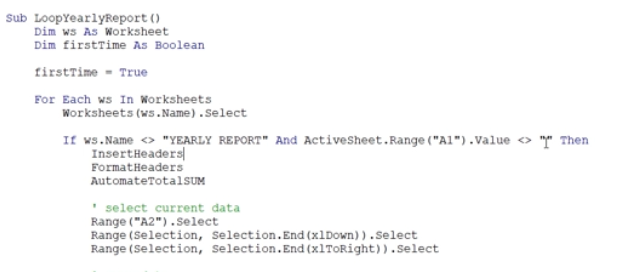 Sub LoopYearlyReport()
Dim ws As Worksheet
Dim firstTime As Boolean
firstTime = True
For Each ws In Worksheets
Worksheets(ws.Name).Select
If ws.Name <> "YEARLY REPORT" And ActiveSheet.Range("A1").Value <> "" Then
InsertHeaders
FormatHeaders
AutomateTotalSUM
' select current data
Range("A2").Select
Range(Selection, Selection.End(xlDown)).Select
Range(Selection, Selection.End(xlToRight)).Select